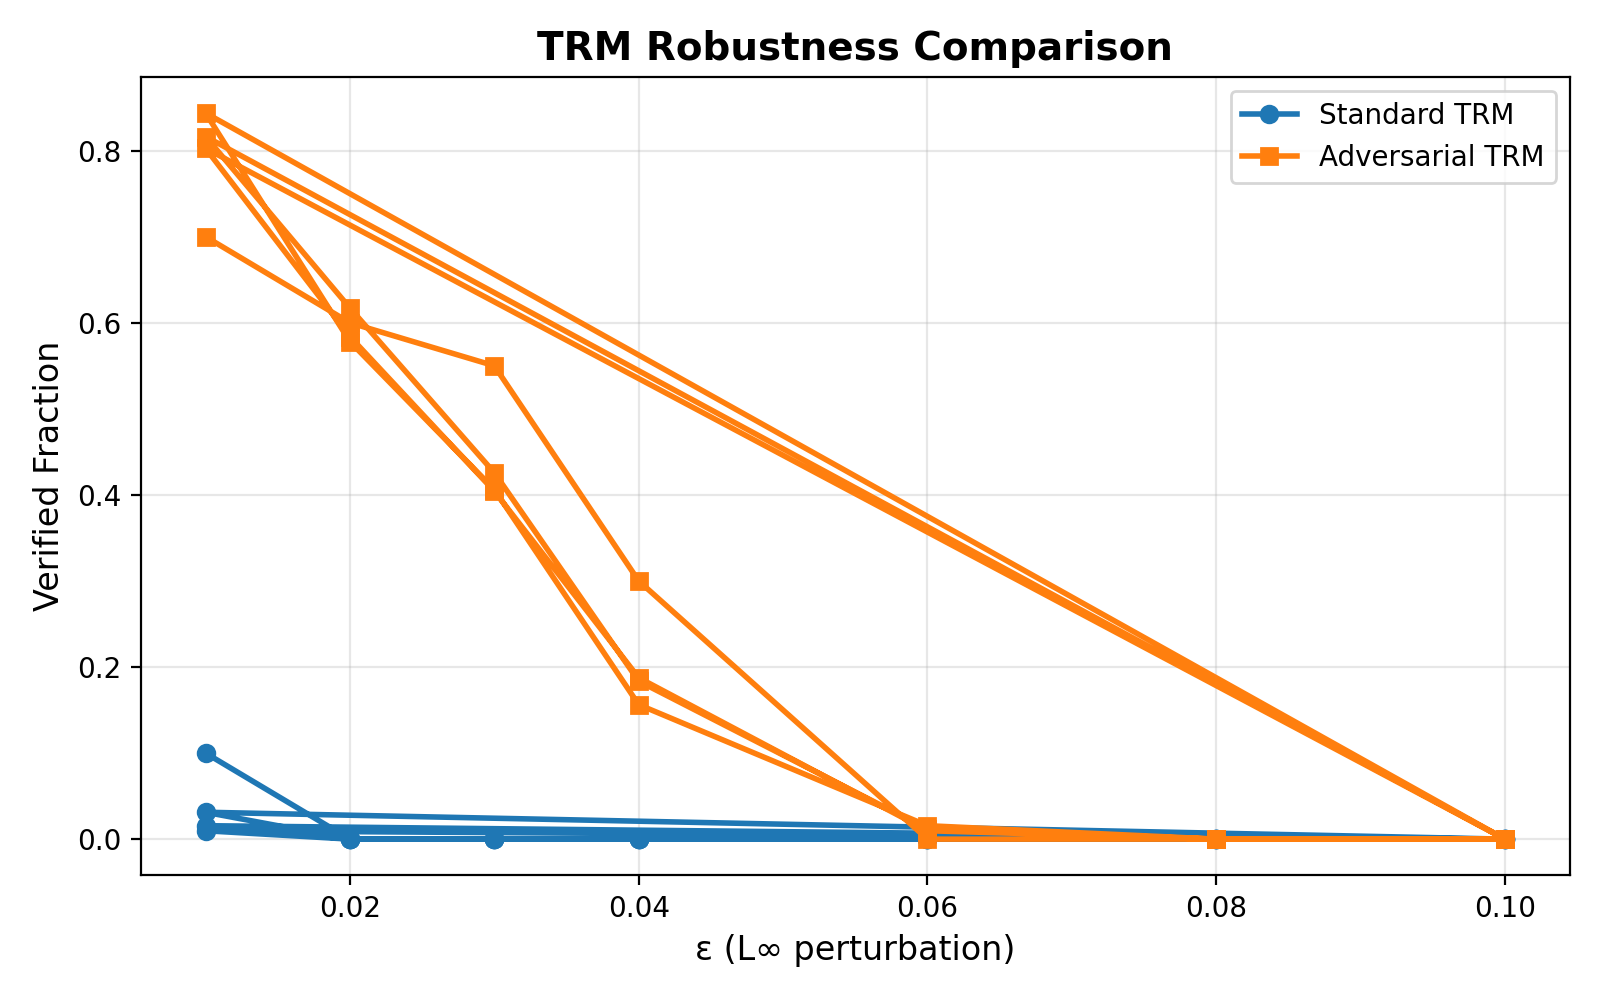 TRM Robustness Comparison
Standard TRM
Adversarial TRM
Verified Fraction
0.8
0.6
0.4
0.2
0.0
0.02
0.04
0.06
0.08
0.10
ε (L∞ perturbation)